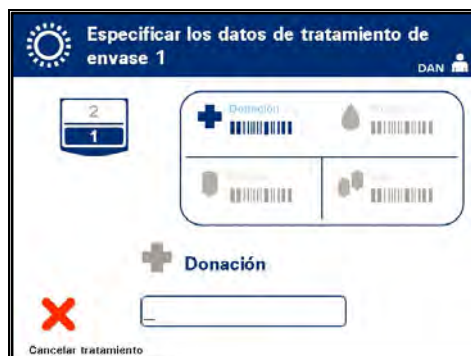 Especificar los datos de tratamiento de
envase 1
DAN
2
1
Donación
Donación
_
Cancelar tratamiento